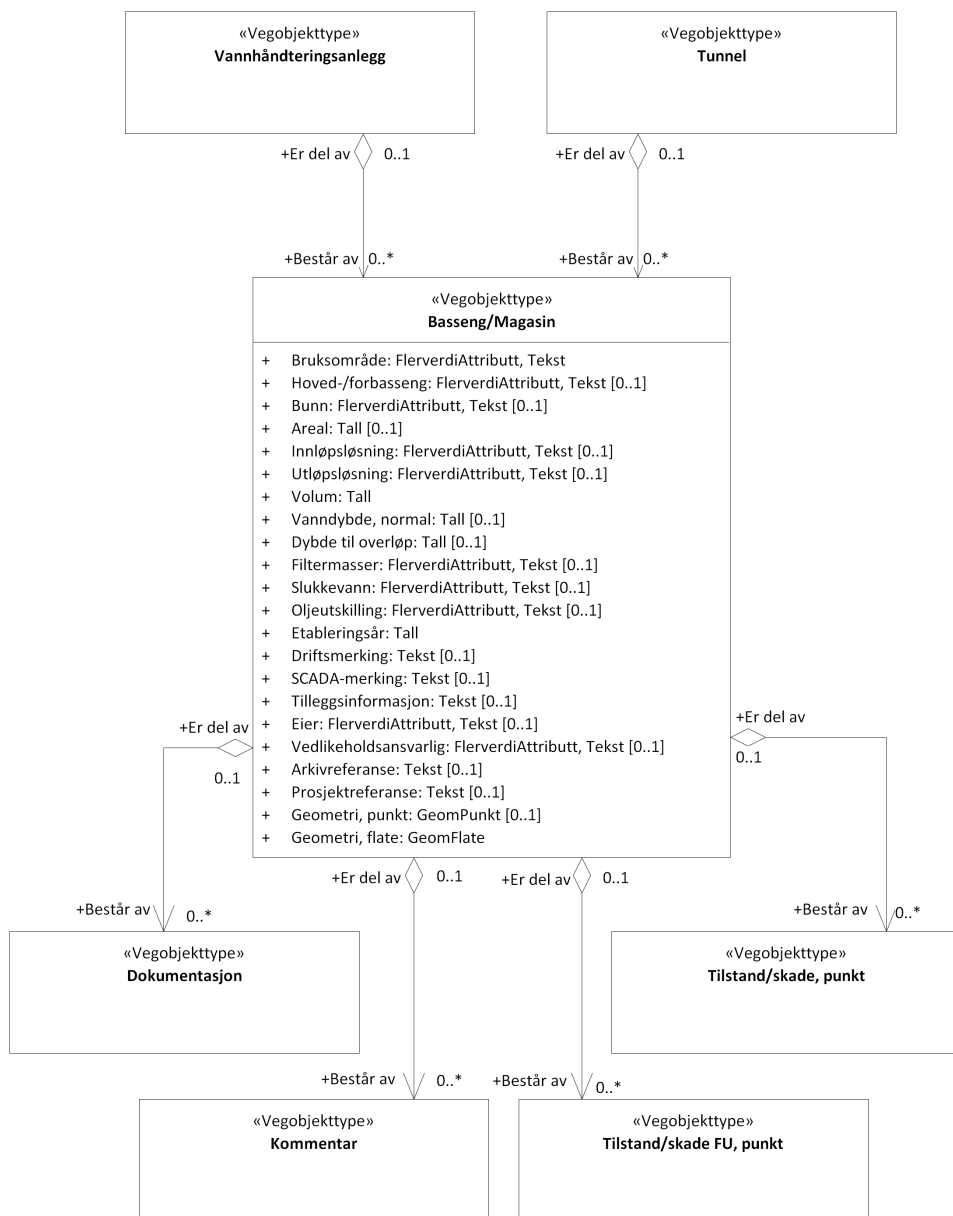 «Vegobjekttype»
Vannhåndteringsanlegg
«Vegobjekttype»
Tunnel
+Er del av 0..1
+Er del av 0..1
+Består av 0..*
+Består av 0..*
«Vegobjekttype»
Basseng/Magasin
+ Bruksområde: FlerverdiAttributt, Tekst
+ Hoved-/forbasseng: FlerverdiAttributt, Tekst [0..1]
+ Bunn: FlerverdiAttributt, Tekst [0..1]
+ Areal: Tall [0..1]
+ Innløpsløsning: FlerverdiAttributt, Tekst [0..1]
+ Utløpsløsning: FlerverdiAttributt, Tekst [0..1]
+ Volum: Tall
+ Vanndybde, normal: Tall [0..1]
+ Dybde til overløp: Tall [0..1]
+ Filtermasser: FlerverdiAttributt, Tekst [0..1]
+ Slukkevann: FlerverdiAttributt, Tekst [0..1]
+ Oljeutskilling: FlerverdiAttributt, Tekst [0..1]
+ Etableringsår: Tall
+ Driftsmerking: Tekst [0..1]
+ SCADA-merking: Tekst [0..1]
+ Tilleggsinformasjon: Tekst [0..1]
+ Eier: FlerverdiAttributt, Tekst [0..1]
+ Vedlikeholdsansvarlig: FlerverdiAttributt, Tekst [0..1]
+ Arkivreferanse: Tekst [0..1]
+ Prosjektreferanse: Tekst [0..1]
+ Geometri, punkt: GeomPunkt [0..1]
+ Geometri, flate: GeomFlate
+Er del av
0..1
+Er del av
0..1
+Er del av 0..1
+Er del av 0..1
+Består av 0..*
+Består av 0..*
«Vegobjekttype»
Dokumentasjon
«Vegobjekttype»
Tilstand/skade, punkt
+Består av 0..*
+Består av 0..*
«Vegobjekttype»
Kommentar
«Vegobjekttype»
Tilstand/skade FU, punkt